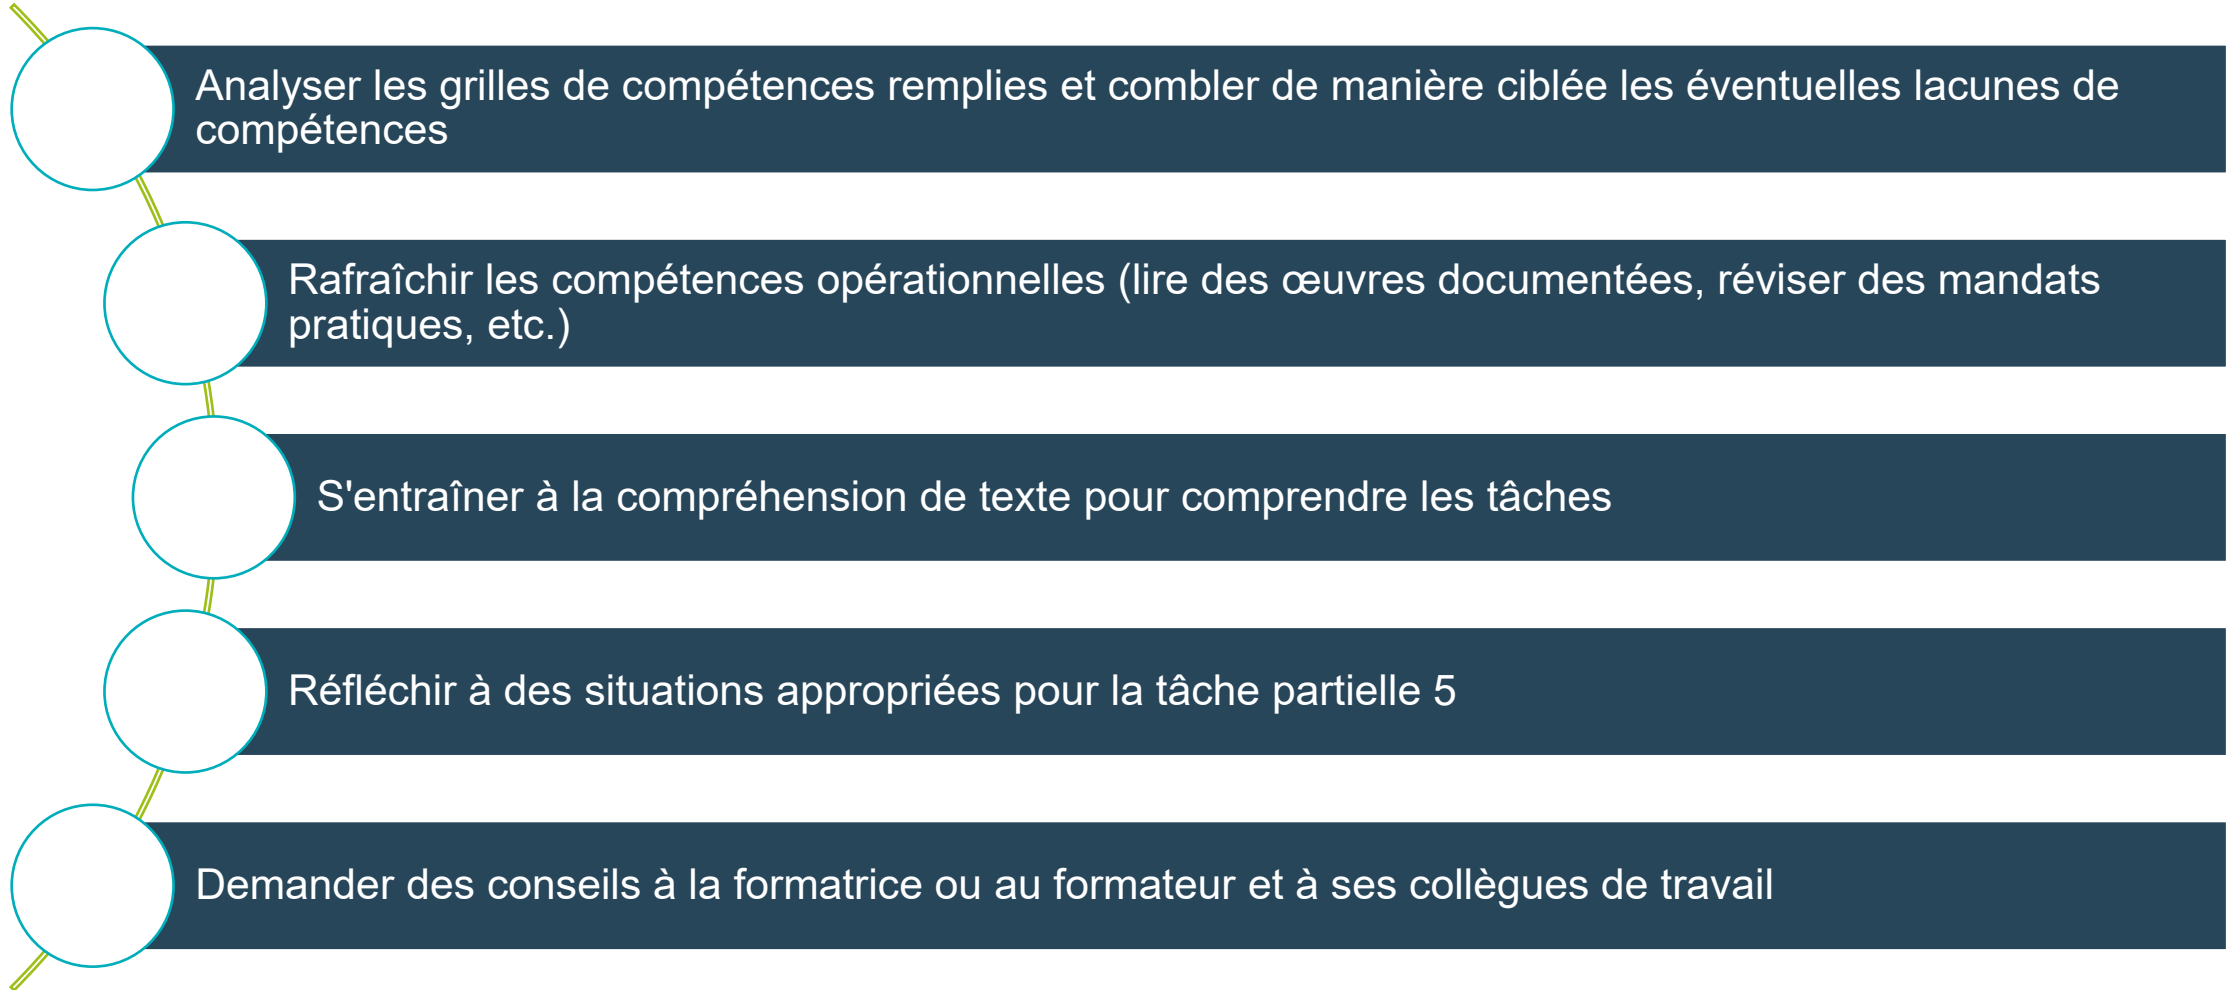 Analyser les grilles de compétences remplies et combler de manière ciblée les éventuelles lacunes de
compétences
Rafraîchir les compétences opérationnelles (lire des œuvres documentées, réviser des mandats
pratiques, etc.)
S'entraîner à la compréhension de texte pour comprendre les tâches
Réfléchir à des situations appropriées pour la tâche partielle 5
Demander des conseils à la formatrice ou au formateur et à ses collègues de travail